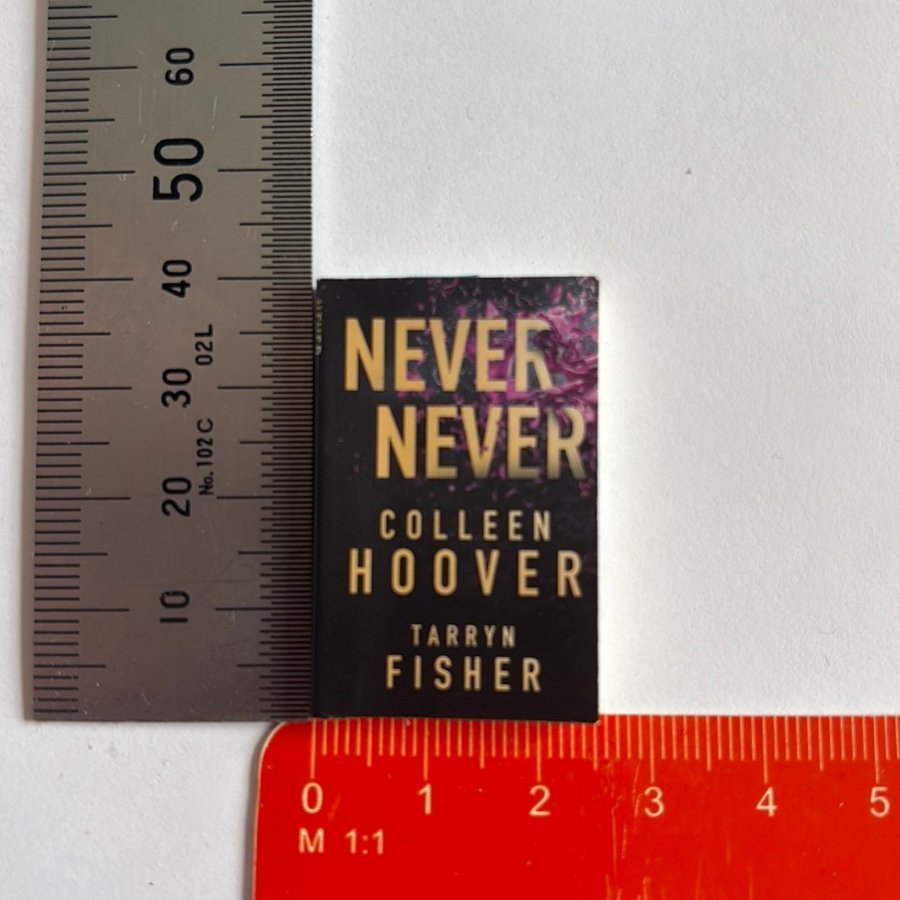 60
50
40
30
20
10
No.102C
02L
NEVER
NEVER
COLLEEN
HOOVER
TARRYN
FISHER
0 1 2 3 4 5
M 1:1